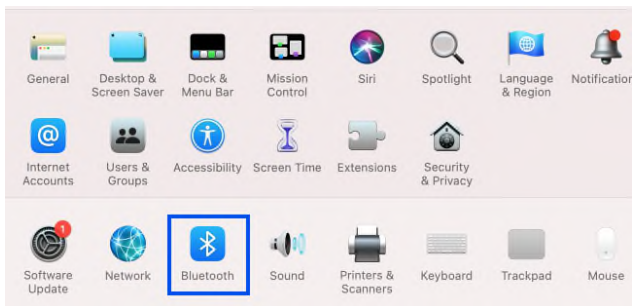 General Desktop & Dock & Mission Siri Spotlight Language Notification
Screen Saver Menu Bar Control & Region
@
Internet Users & Accessibility Screen Time Extensions Security
Accounts Groups & Privacy
1
Software Network Bluetooth Sound Printers & Keyboard Trackpad Mouse
Update Scanners